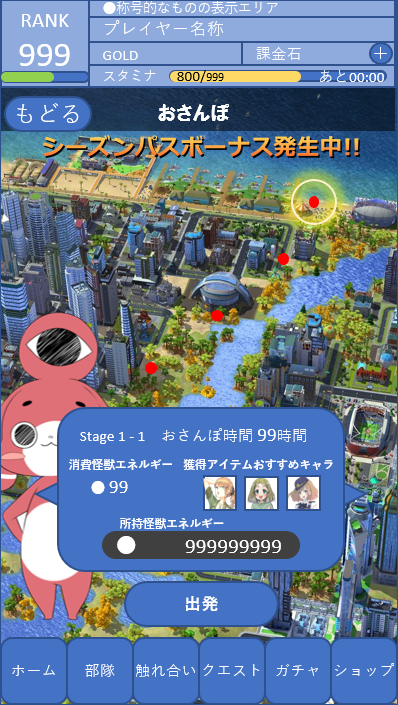 RANK
999
●称号的なものの表示エリア
プレイヤー名称
GOLD
課金石
＋
スタミナ 800/999 あと00:00
もどる
おさんぽ
シーズンパスボーナス発生中!!
Stage 1 - 1 おさんぽ時間 99時間
消費怪獣エネルギー 獲得アイテムおすすめキャラ
99
所持怪獣エネルギー
999999999
出発
ホーム 部隊 触れ合い クエスト ガチャ ショップ